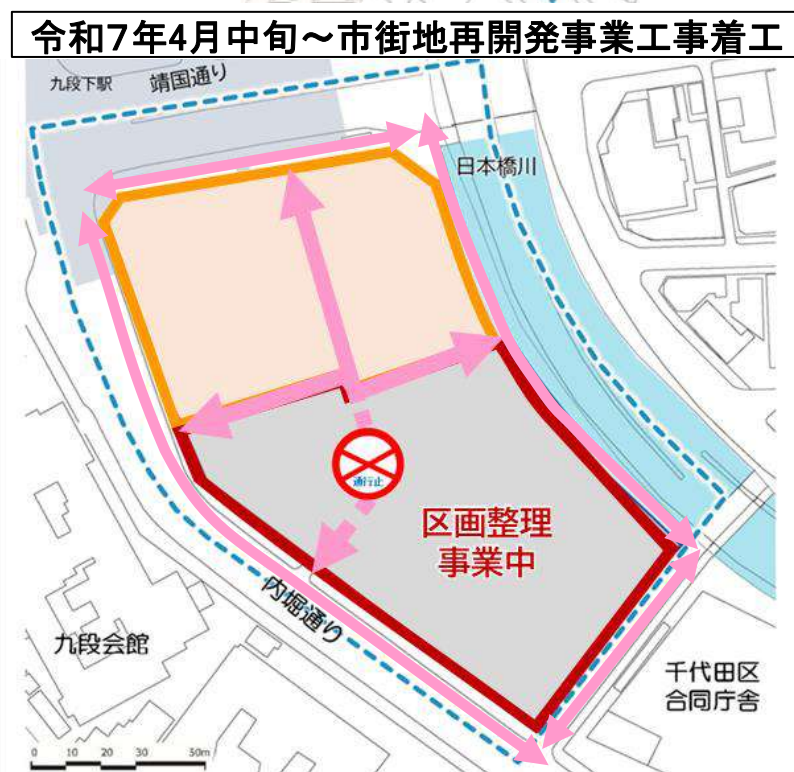 令和7年4月中旬～市街地再開発事業工事着工
九段下駅
靖国通り
日本橋川
通行止
区画整理
事業中
内堀通り
九段会館
千代田区
合同庁舎
0 10 20 30 50m